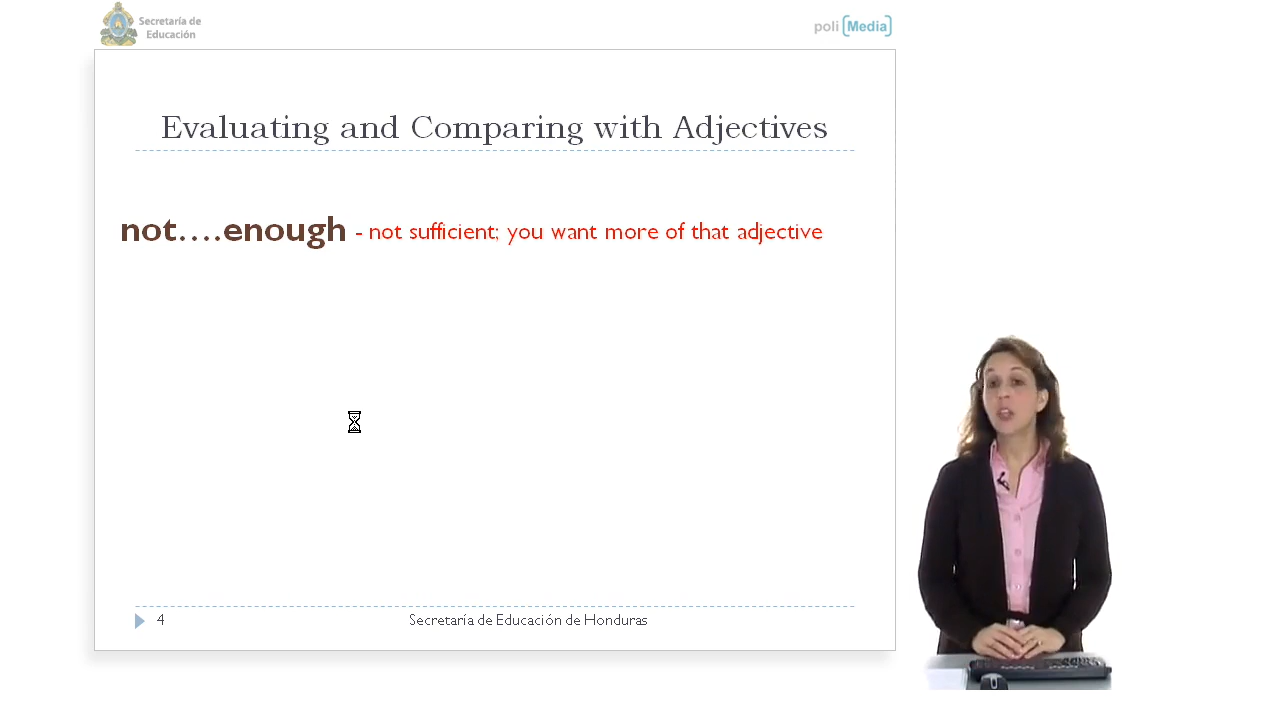 Secretaría de
Educación
poli [Media]
Evaluating and Comparing with Adjectives
not....enough - not sufficient; you want more of that adjective
4
Secretaría de Educación de Honduras